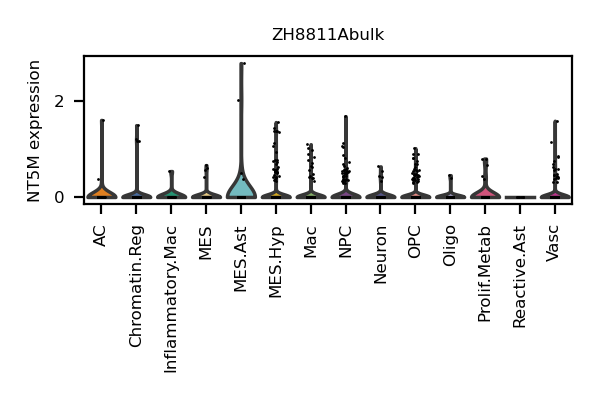 ZH8811Abulk
NT5M expression
2
0
AC
Chromatin.Reg
Inflammatory.Mac
MES
MES.Ast
MES.Hyp
Mac
NPC
Neuron
OPC
Oligo
Prolif.Metab
Reactive.Ast
Vasc